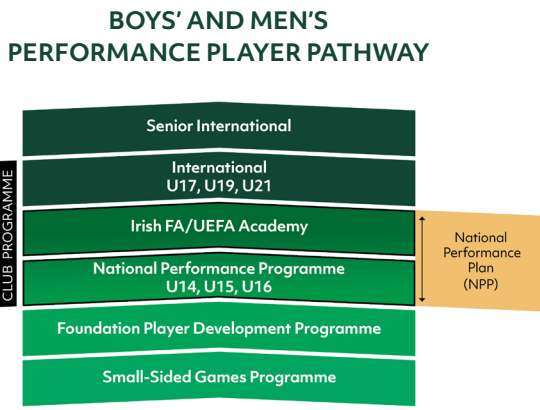 BOYS’ AND MEN’S
PERFORMANCE PLAYER PATHWAY
Senior International
International
U17, U19, U21
Irish FA/UEFA Academy
National Performance Programme
U14, U15, U16
Foundation Player Development Programme
Small-Sided Games Programme
CLUB PROGRAMME
National
Performance
Plan
(NPP)